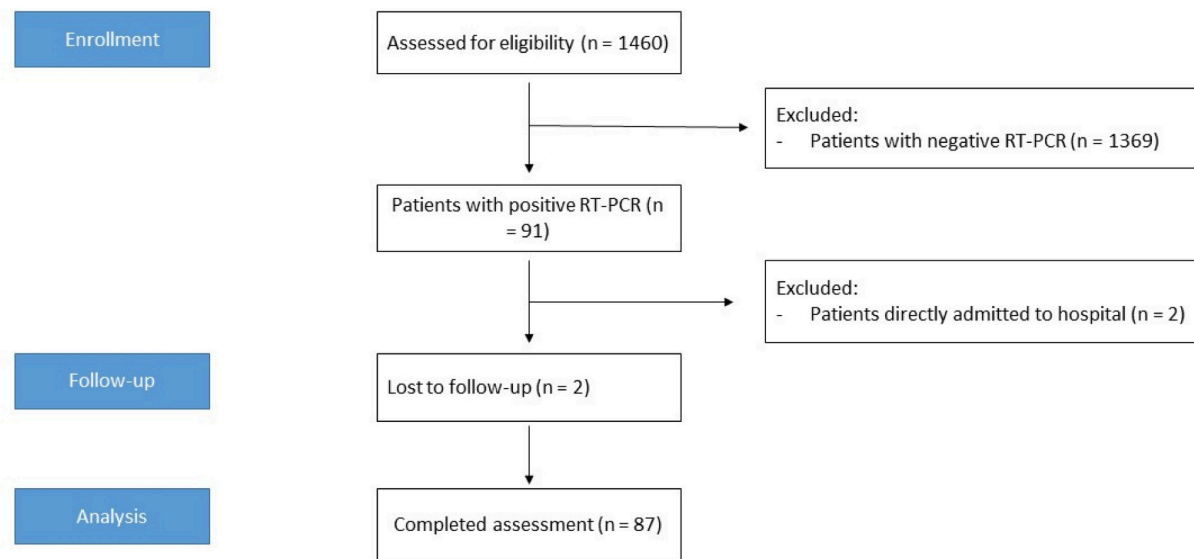 Enrollment
Assessed for eligibility (n = 1460)
Excluded:
- Patients with negative RT-PCR (n = 1369)
Patients with positive RT-PCR (n
= 91)
Excluded:
- Patients directly admitted to hospital (n = 2)
Follow-up
Lost to follow-up (n = 2)
Analysis
Completed assessment (n = 87)